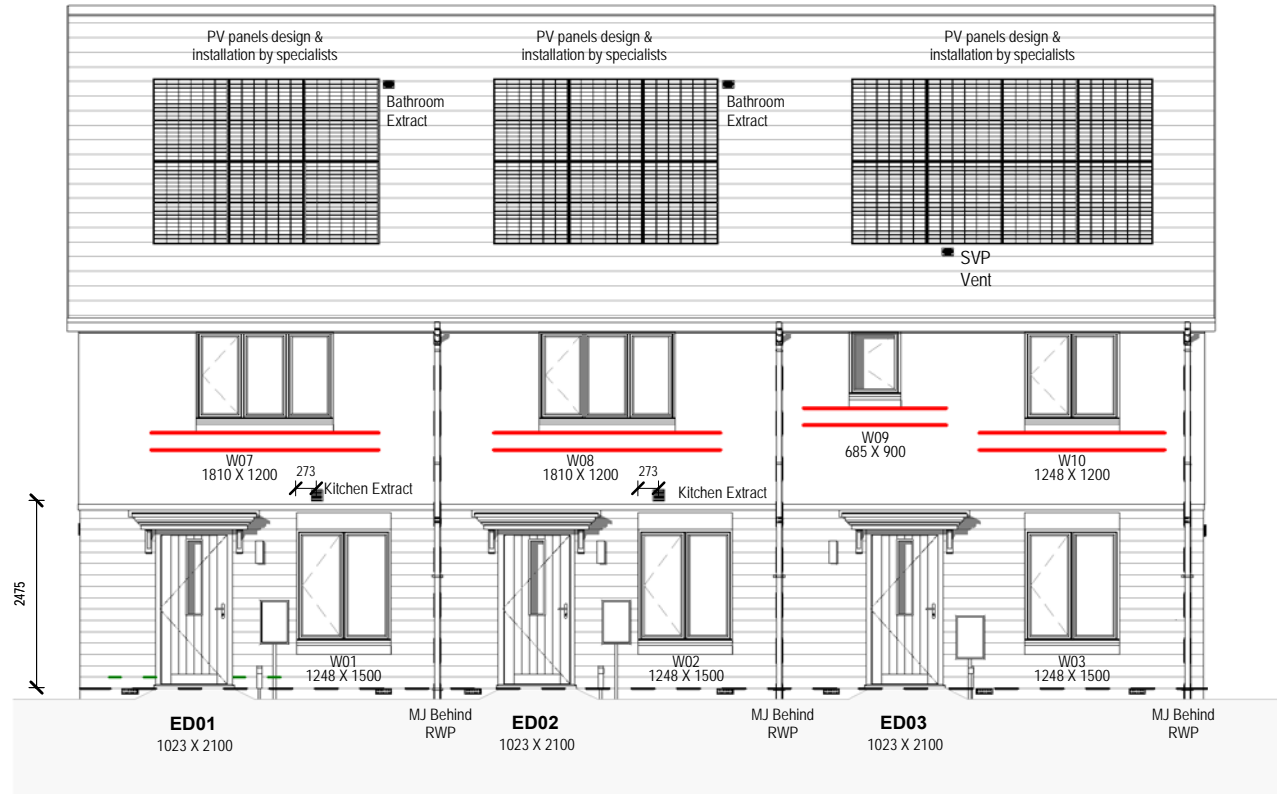 PV panels design &
installation by specialists
PV panels design &
installation by specialists
PV panels design &
installation by specialists
Bathroom
Extract
Bathroom
Extract
SVP
Vent
W07
1810 X 1200
W08
1810 X 1200
W09
685 X 900
W10
1248 X 1200
273
Kitchen Extract
273
Kitchen Extract
2475
W01
1248 X 1500
W02
1248 X 1500
W03
1248 X 1500
ED01
1023 X 2100
MJ Behind
RWP
ED02
1023 X 2100
MJ Behind
RWP
ED03
1023 X 2100
MJ Behind
RWP